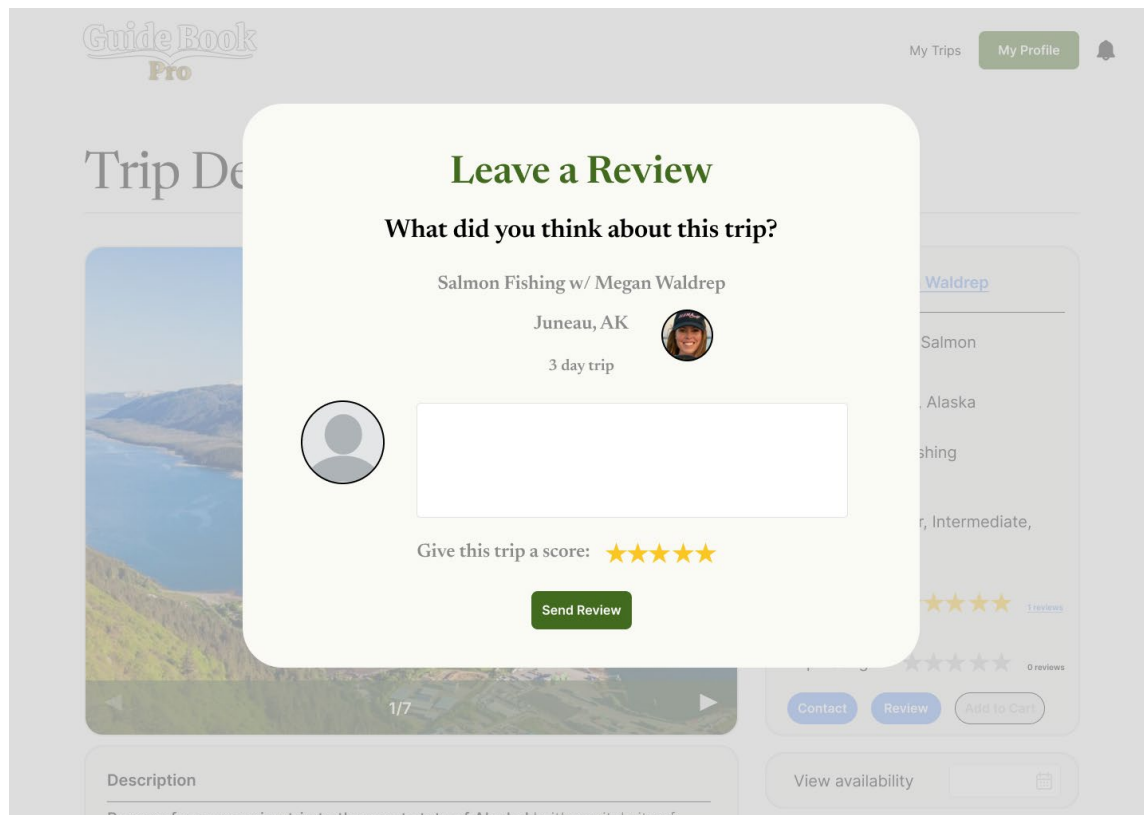 Guide Book
Pro
My Trips
My Profile
Trip De
Leave a Review
What did you think about this trip?
Salmon Fishing w/ Megan Waldrep
Juneau, AK
3 day trip
Give this trip a score:
Send Review
Waldrep
Salmon
, Alaska
shing
r, Intermediate,
1 reviews
0 reviews
1/7
Contact
Review
Add to Cart
Description
View availability